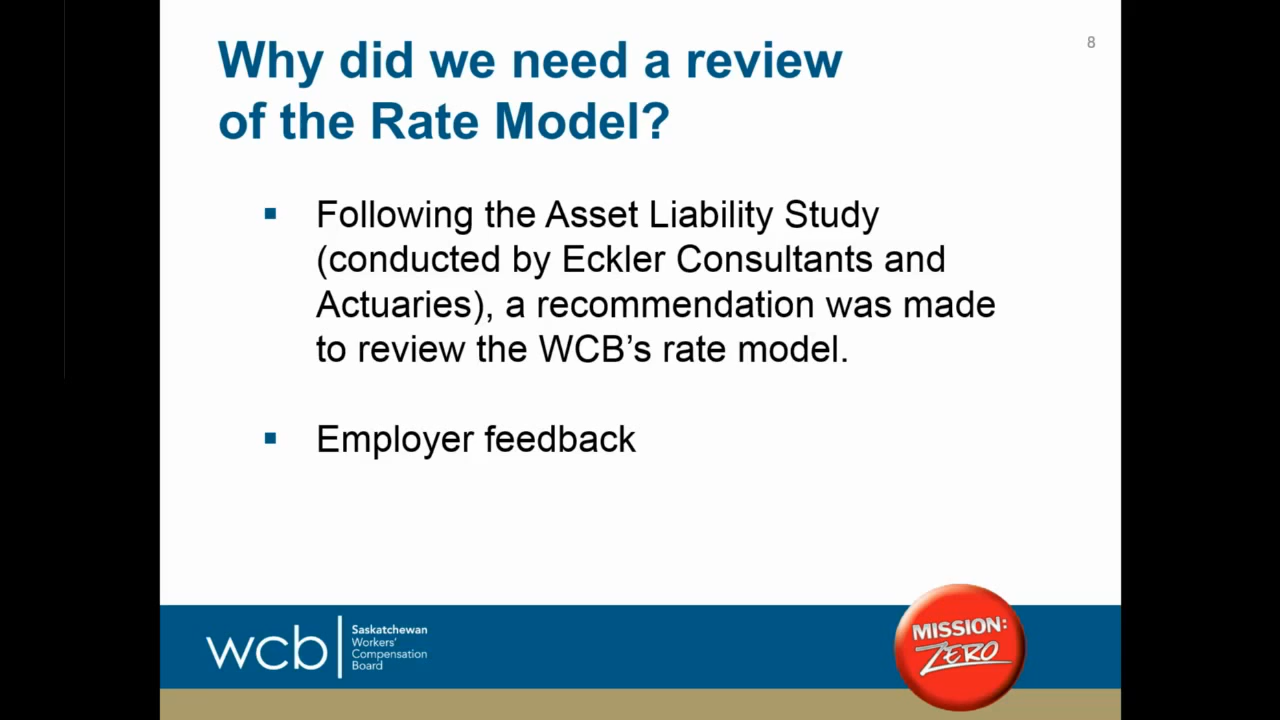 8
Why did we need a review
of the Rate Model?
▪ Following the Asset Liability Study
(conducted by Eckler Consultants and
Actuaries), a recommendation was made
to review the WCB’s rate model.
▪ Employer feedback
wcb
Saskatchewan
Workers'
Compensation
Board
MISSION:
ZERO